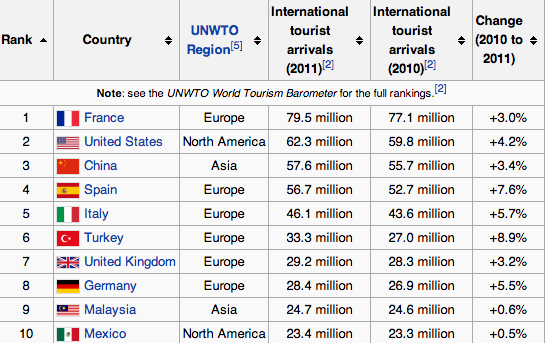 Rank Country UNWTO Region[5] International tourist arrivals (2011)[2] International tourist arrivals (2010)[2] Change (2010 to 2011)
Note: see the UNWTO World Tourism Barometer for the full rankings.[2]
1 France Europe 79.5 million 77.1 million +3.0%
2 United States North America 62.3 million 59.8 million +4.2%
3 China Asia 57.6 million 55.7 million +3.4%
4 Spain Europe 56.7 million 52.7 million +7.6%
5 Italy Europe 46.1 million 43.6 million +5.7%
6 Turkey Europe 33.3 million 27.0 million +8.9%
7 United Kingdom Europe 29.2 million 28.3 million +3.2%
8 Germany Europe 28.4 million 26.9 million +5.5%
9 Malaysia Asia 24.7 million 24.6 million +0.6%
10 Mexico North America 23.4 million 23.3 million +0.5%